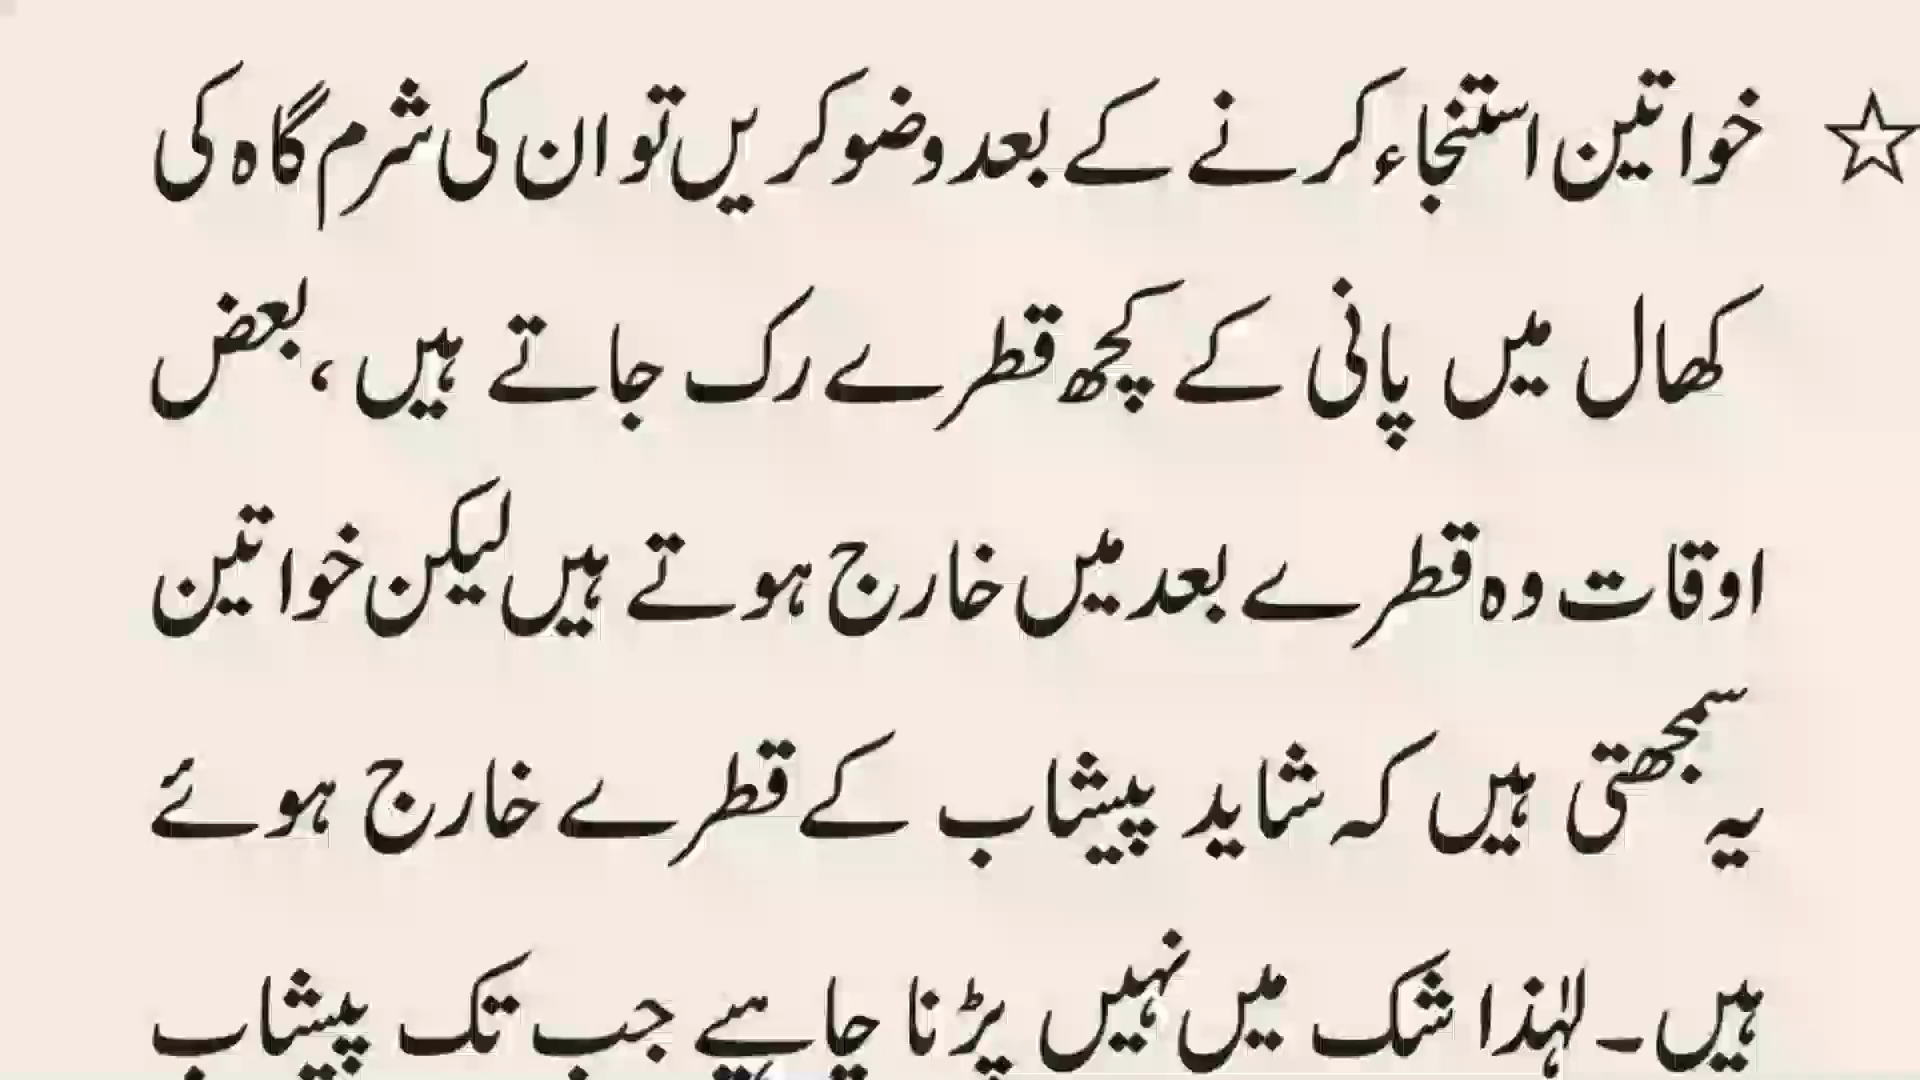 ☆ خواتین استنجاء کرنے کے بعد وضو کریں تو ان کی شرم گاہ کی
کھال میں پانی کے کچھ قطرے رک جاتے ہیں ، بعض
اوقات وہ قطرے بعد میں خارج ہوتے ہیں لیکن خواتین
یہ سمجھتی ہیں کہ شاید پیشاب کے قطرے خارج ہوئے
ہیں۔ لہٰذا شک میں نہیں پڑنا چاہیے جب تک پیشاب